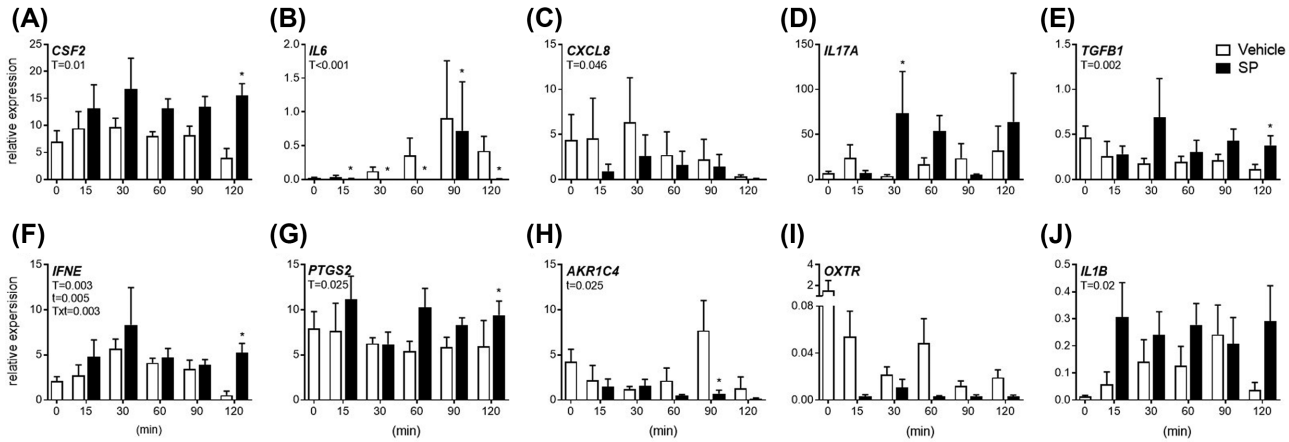 (A) (B) (C) (D) (E)
CSF2
T=0.01
relative expression
25
20
15
10
5
0
0 15 30 60 90 120
*
IL6
T<0.001
2.0
1.5
1.0
0.5
0.0
0 15 30 60 90 120
* * * * *
CXCL8
T=0.046
15
10
5
0
0 15 30 60 90 120
IL17A
150
100
50
0
0 15 30 60 90 120
*
TGFB1
T=0.002
Vehicle
SP
1.5
1.0
0.5
0.0
0 15 30 60 90 120
*
(F) (G) (H) (I) (J)
IFNE
T=0.003
t=0.005
Txt=0.003
relative expersision
15
10
5
0
0 15 30 60 90 120
(min)
*
PTGS2
T=0.025
15
10
5
0
0 15 30 60 90 120
(min)
*
AKR1C4
t=0.025
15
10
5
0
0 15 30 60 90 120
(min)
*
OXTR
4
2
0.08
0.04
0.00
0 15 30 60 90 120
(min)
IL1B
T=0.02
0.5
0.4
0.3
0.2
0.1
0.0
0 15 30 60 90 120
(min)